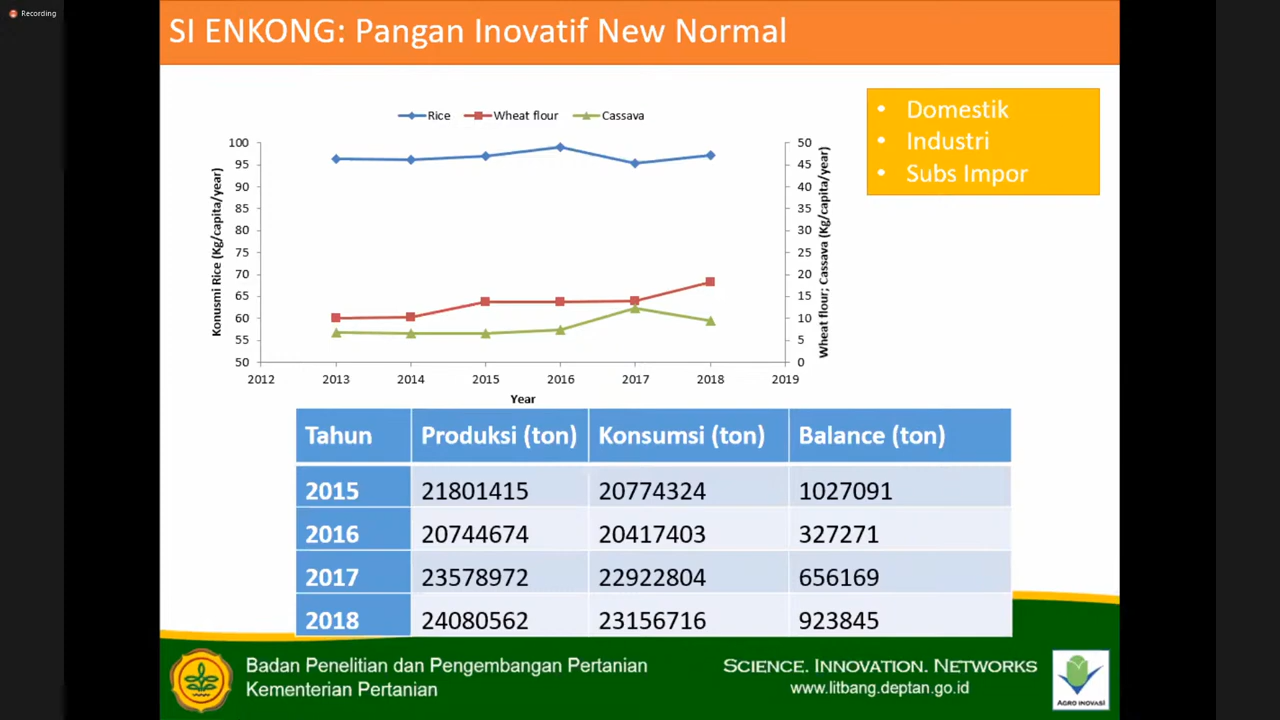 Recording
SI ENKONG: Pangan Inovatif New Normal
Rice Wheat flour Cassava
• Domestik
• Industri
• Subs Impor
Konusmi Rice (Kg/capita/year)
100
95
90
85
80
75
70
65
60
55
50
50
45
40
35
30
25
20
15
10
5
0
Wheat flour; Cassava (Kg/capita/year)
2012 2013 2014 2015 2016 2017 2018 2019
Year
Tahun Produksi (ton) Konsumsi (ton) Balance (ton)
2015 21801415 20774324 1027091
2016 20744674 20417403 327271
2017 23578972 22922804 656169
2018 24080562 23156716 923845
Badan Penelitian dan Pengembangan Pertanian
Kementerian Pertanian
SCIENCE. INNOVATION. NETWORKS
www.litbang.deptan.go.id
AGRO INOVASI